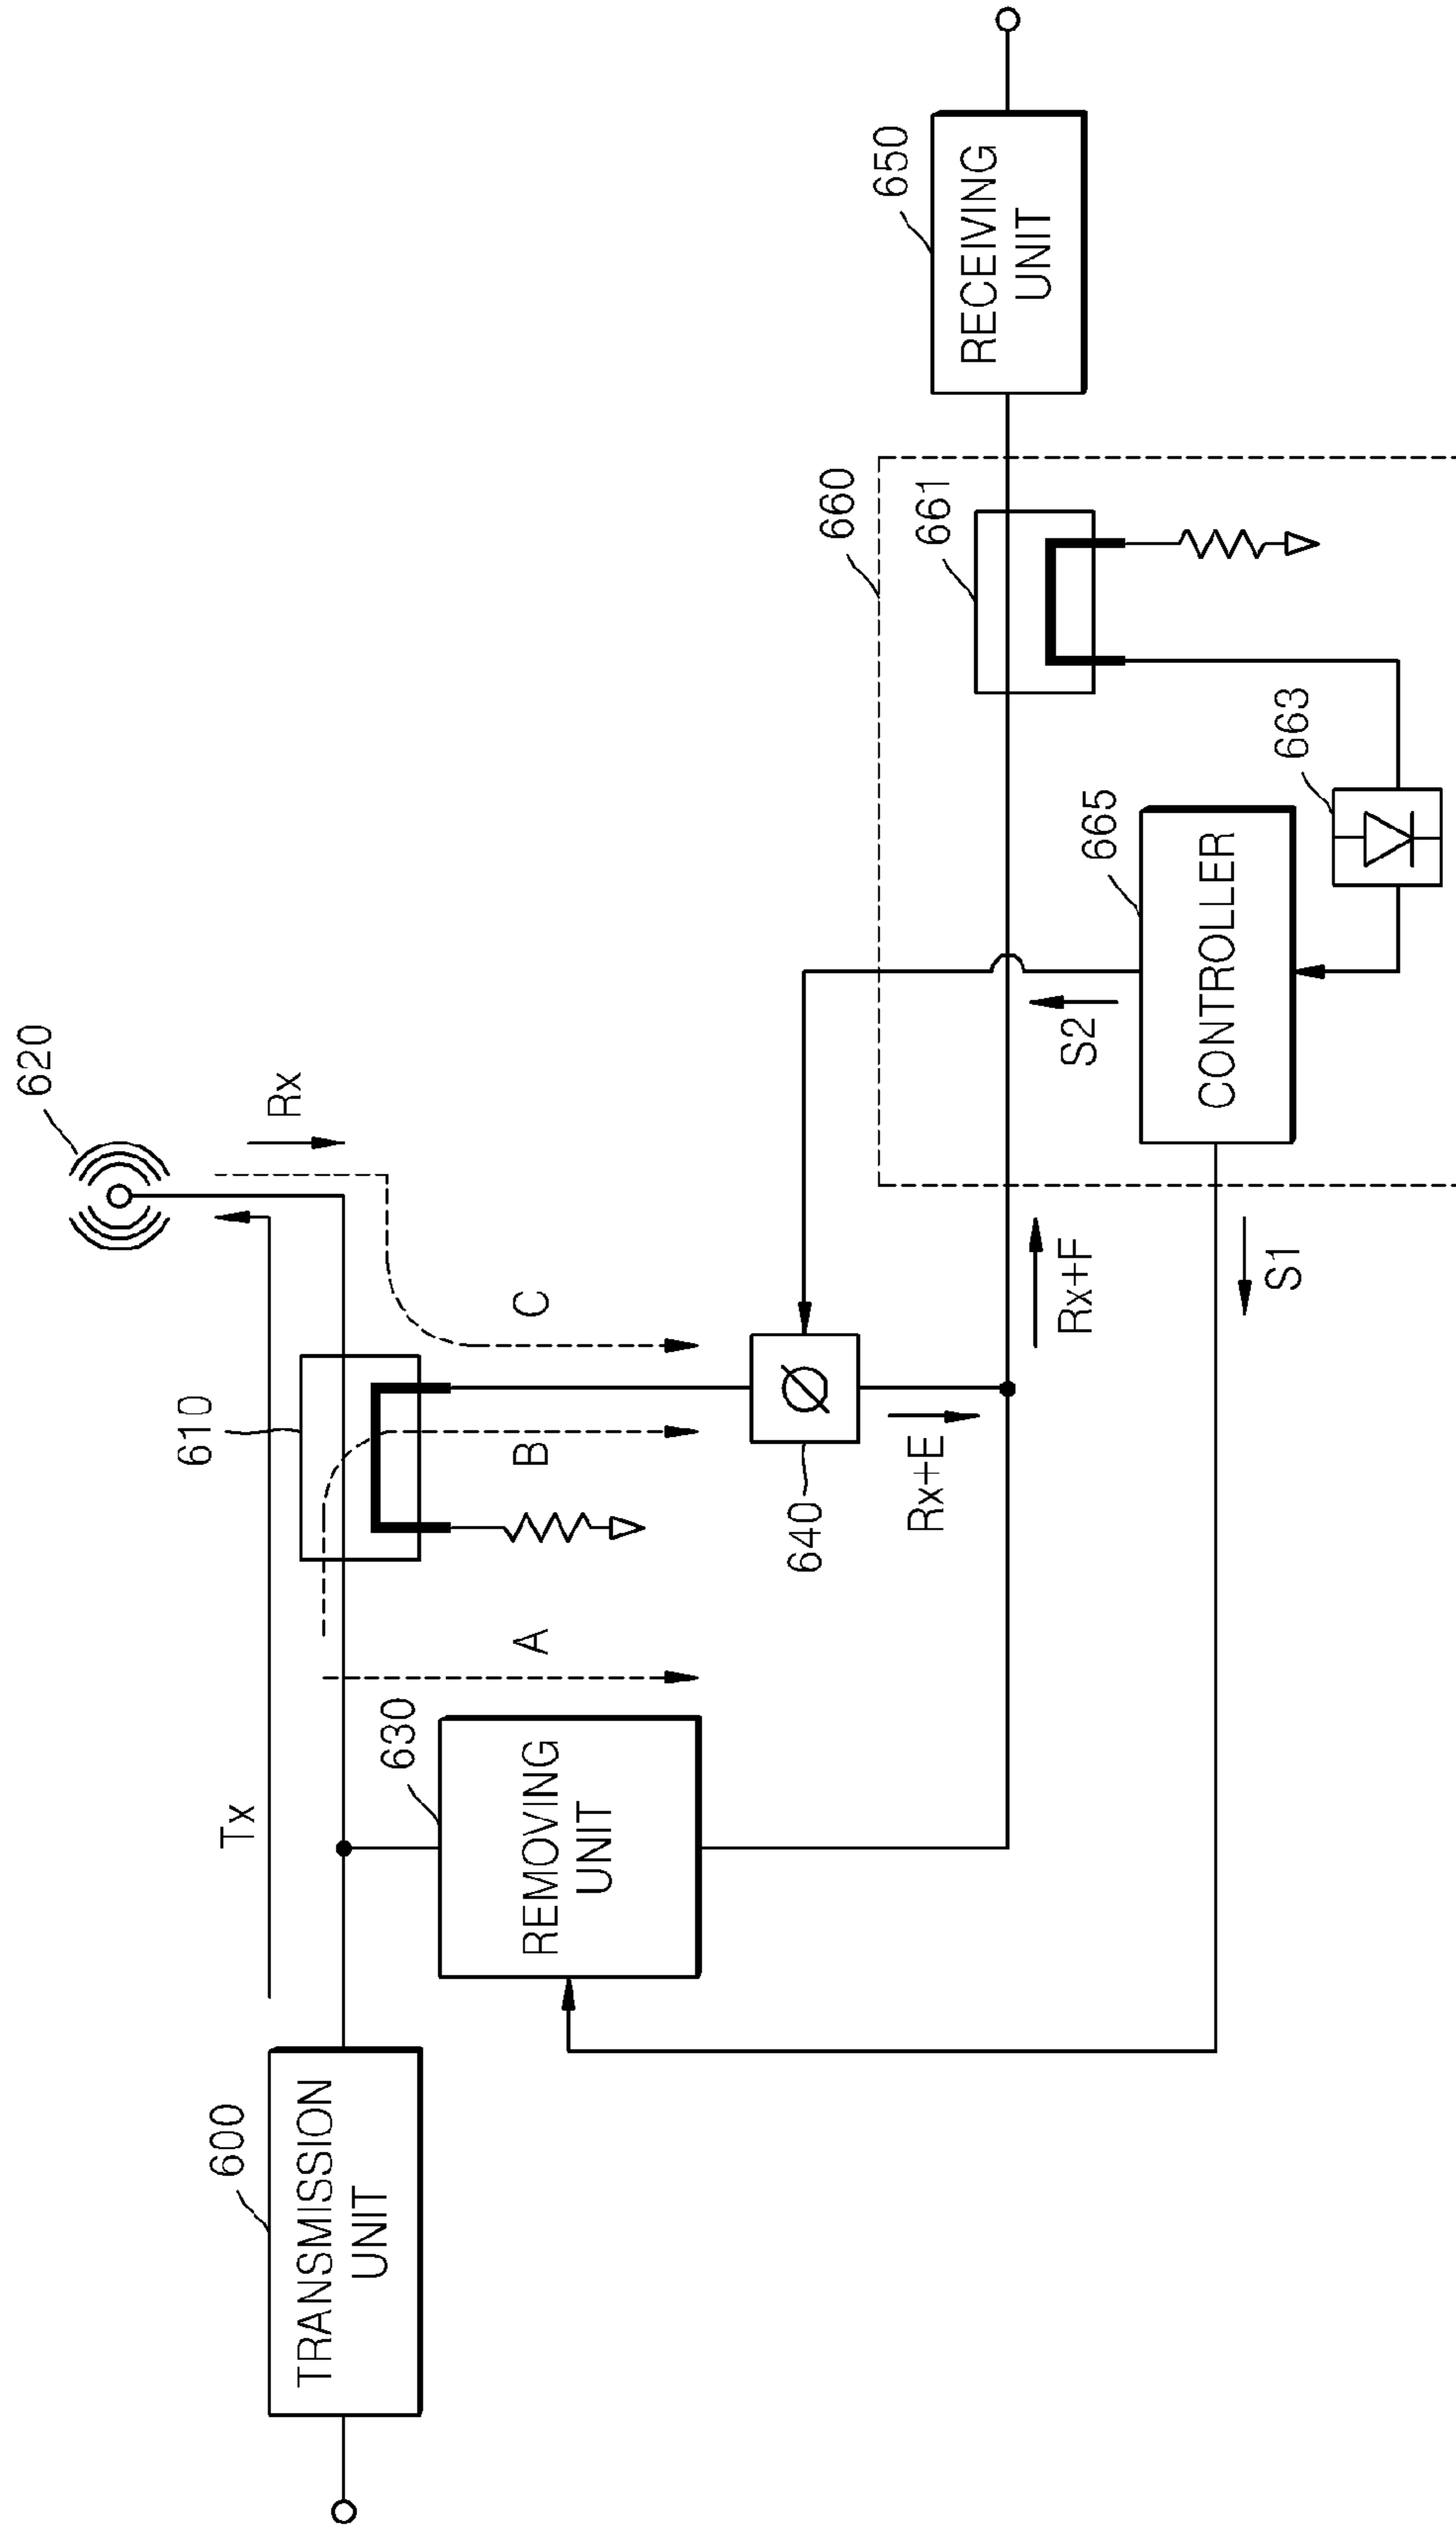 620
Tx
Rx
600
TRANSMISSION
UNIT
610
630
REMOVING
UNIT
A
B
C
640
Ø
Rx+E
Rx+F
660
661
650
RECEIVING
UNIT
S2
665
CONTROLLER
663
S1